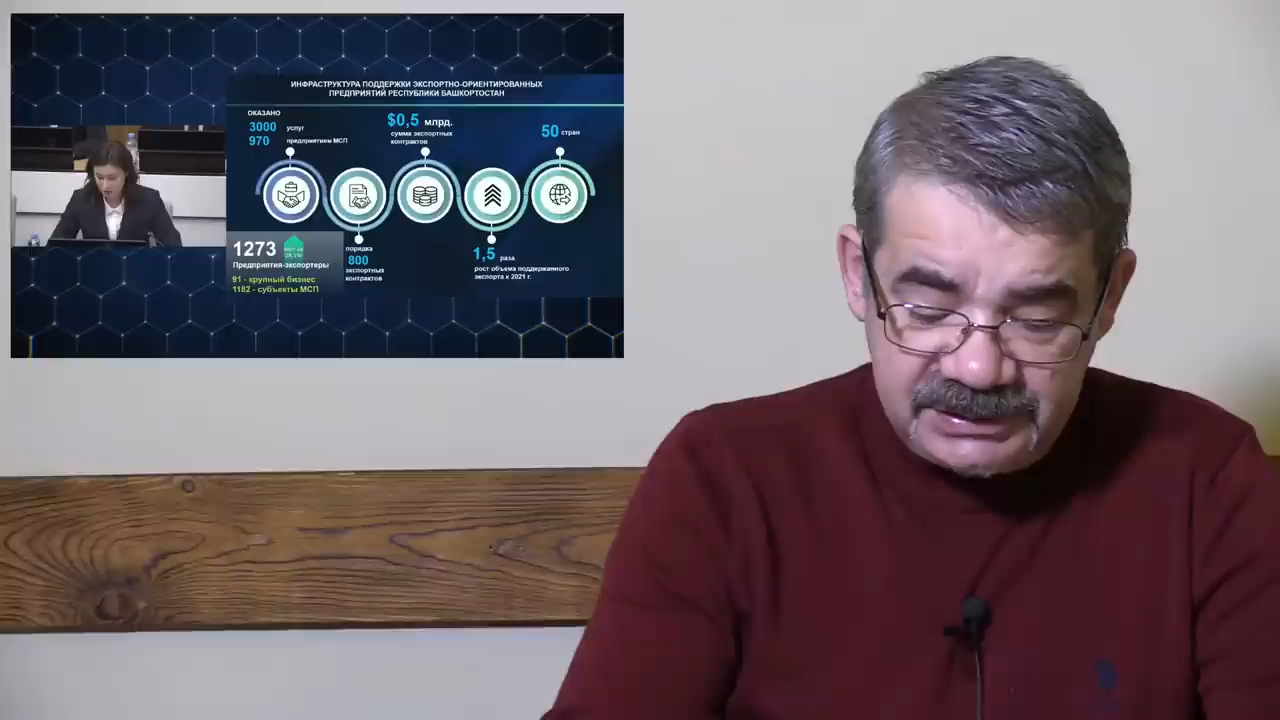 ИНФРАСТРУКТУРА ПОДДЕРЖКИ ЭКСПОРТНО-ОРИЕНТИРОВАННЫХ
ПРЕДПРИЯТИЙ РЕСПУБЛИКИ БАШКОРТОСТАН
ОКАЗАНО
3000 услуг
970 предприятиям МСП
$0,5 млрд.
сумма экспортных
контрактов
50 стран
1273
Предприятия-экспортеры
91 - крупный бизнес
1182 - субъекты МСП
порядка
800
экспортных
контрактов
1,5 раза
рост объема поддержанного
экспорта к 2021 г.